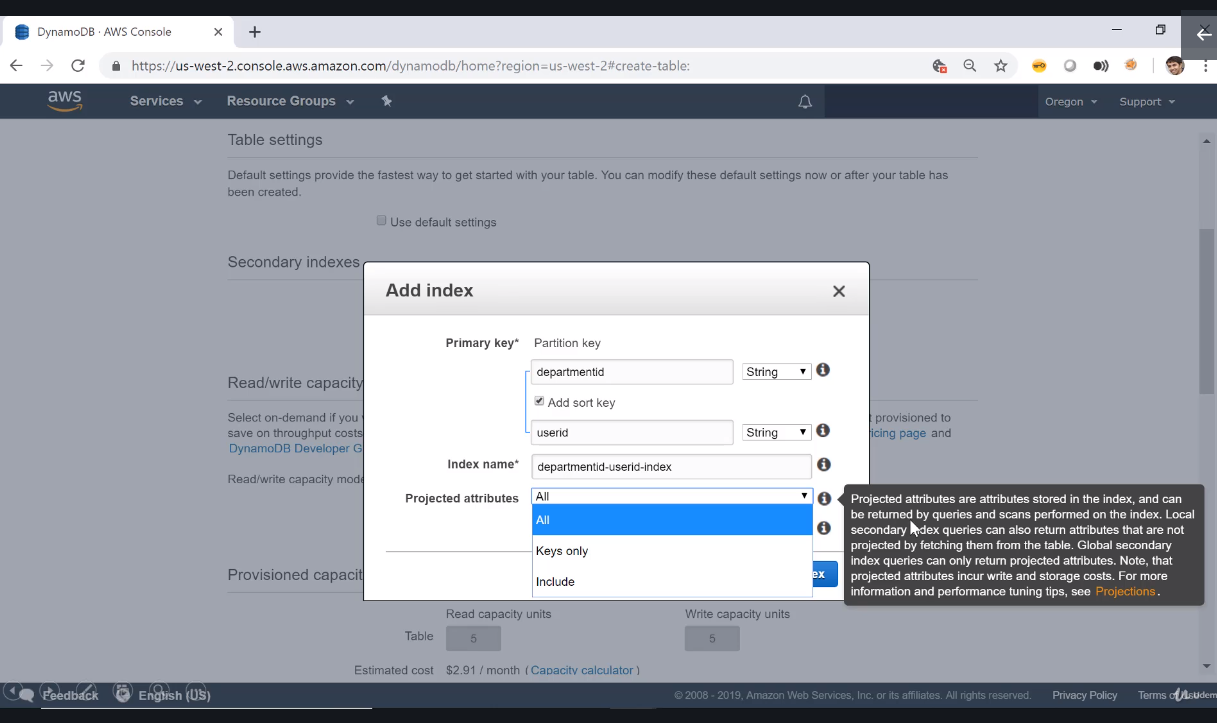 DynamoDB · AWS Console
https://us-west-2.console.aws.amazon.com/dynamodb/home?region=us-west-2#create-table:
aws
Services
Resource Groups
Oregon
Support
Table settings
Default settings provide the fastest way to get started with your table. You can modify these default settings now or after your table has
been created.
Use default settings
Secondary indexes
Add index
Primary key*
Partition key
departmentid
String
Add sort key
userid
String
Index name*
departmentid-userid-index
Projected attributes
All
All
Keys only
Include
ex
Projected attributes are attributes stored in the index, and can
be returned by queries and scans performed on the index. Local
secondary index queries can also return attributes that are not
projected by fetching them from the table. Global secondary
index queries can only return projected attributes. Note, that
projected attributes incur write and storage costs. For more
information and performance tuning tips, see Projections.
Read/write capacity
Select on-demand if you
provisioned to
save on throughput costs
icing page and
DynamoDB Developer G
Read/write capacity mode
Provisioned capacit
Read capacity units
Write capacity units
Table
5
5
Estimated cost
$2.91 / month (Capacity calculator)
Feedback
English (US)
© 2008 - 2019, Amazon Web Services, Inc. or its affiliates. All rights reserved.
Privacy Policy
Terms of